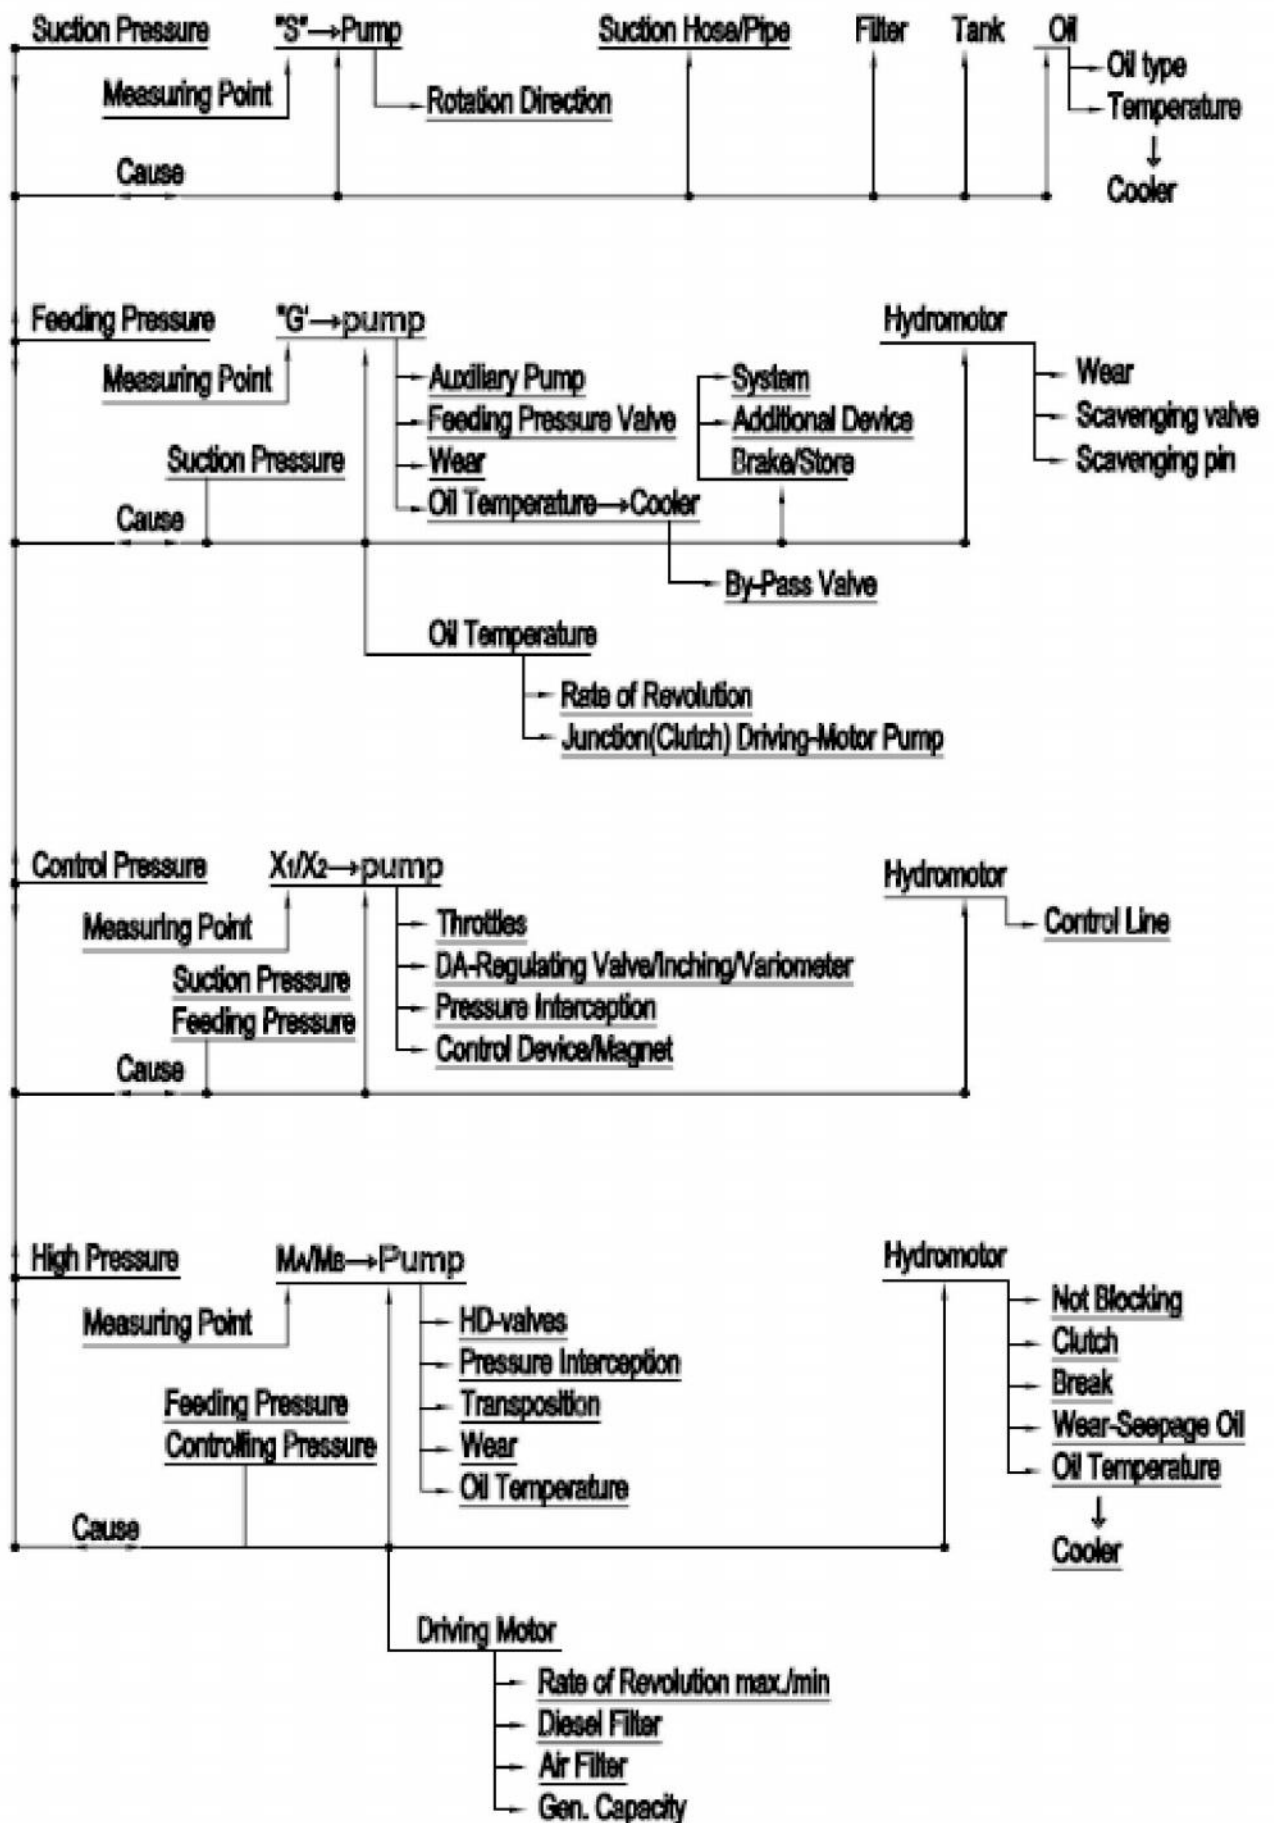 Suction Pressure "S"→Pump Suction Hose/Pipe Filter Tank Oil
Oil type
Measuring Point Rotation Direction Temperature
Cause
Cooler
Feeding Pressure "G'→pump Hydromotor
Measuring Point Auxiliary Pump System Wear
Feeding Pressure Valve Additional Device Scavenging valve
Suction Pressure Wear Brake/Store Scavenging pin
Oil Temperature→Cooler
Cause
By-Pass Valve
Oil Temperature
Rate of Revolution
Junction(Clutch) Driving-Motor Pump
Control Pressure X1/X2→pump Hydromotor
Measuring Point Throttles Control Line
Suction Pressure DA-Regulating Valve/Inching/Variometer
Feeding Pressure Pressure Interception
Control Device/Magnet
Cause
High Pressure MA/MB→Pump Hydromotor
Measuring Point HD-valves Not Blocking
Pressure Interception Clutch
Feeding Pressure Transposition Break
Controlling Pressure Wear Wear-Seepage Oil
Oil Temperature Oil Temperature
Cause
Cooler
Driving Motor
Rate of Revolution max./min
Diesel Filter
Air Filter
Gen. Capacity